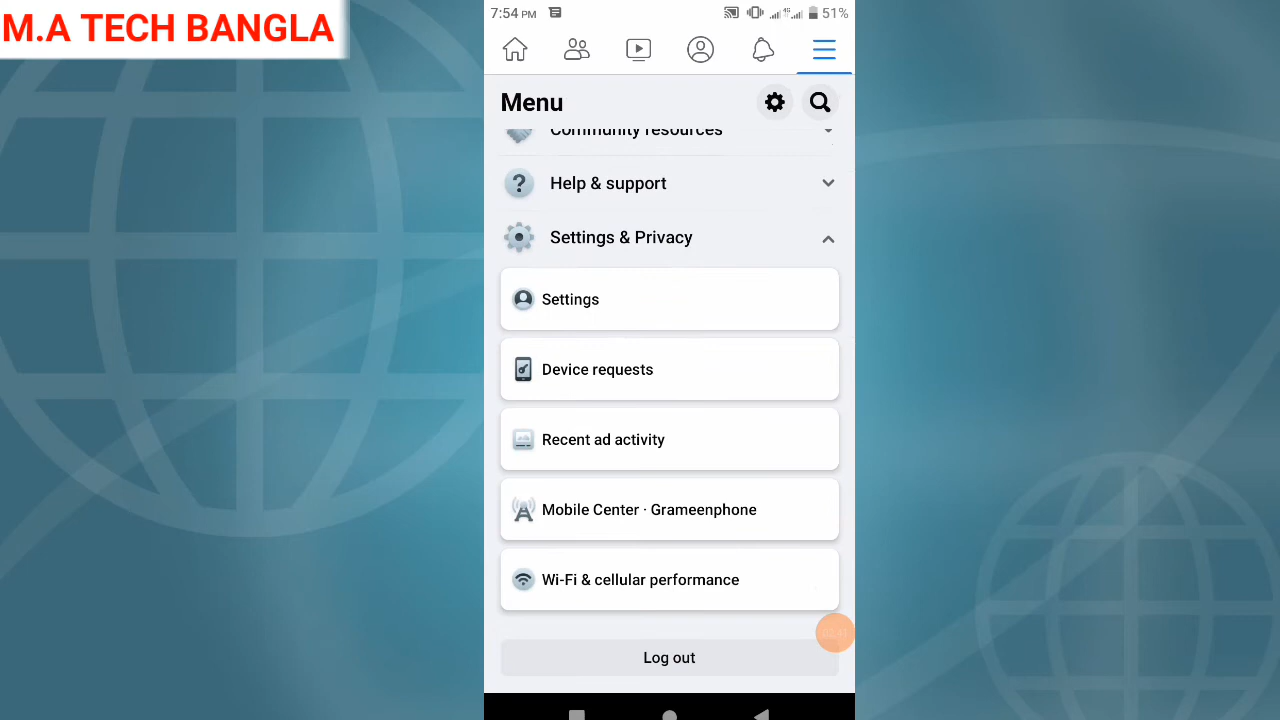 M.A TECH BANGLA
7:54 PM
4G
51%
Menu
Community resources
Help & support
Settings & Privacy
Settings
Device requests
Recent ad activity
Mobile Center · Grameenphone
Wi-Fi & cellular performance
Log out